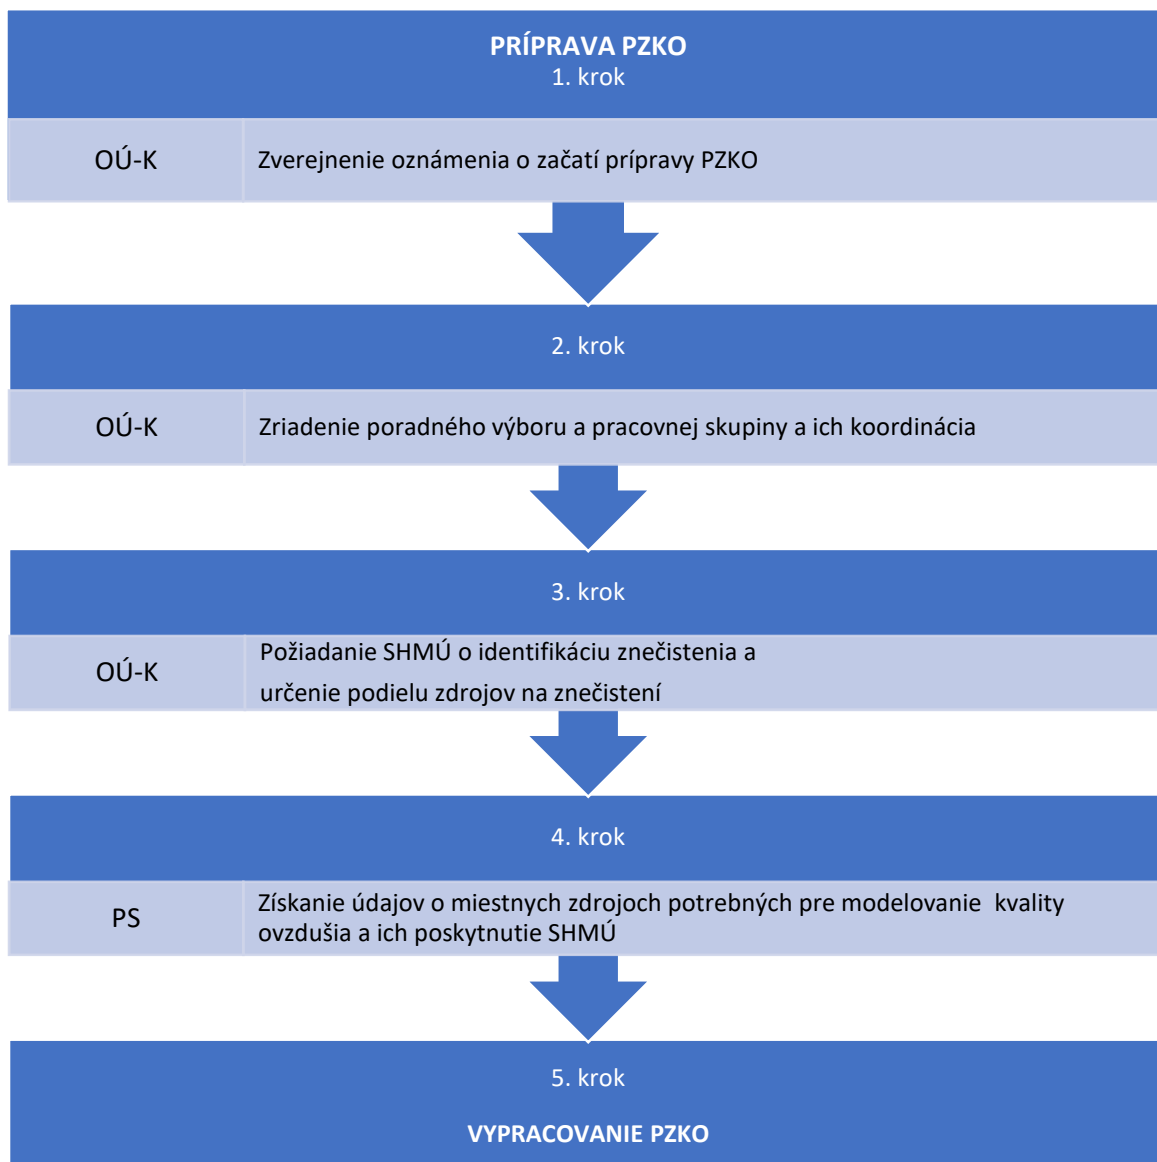 PRÍPRAVA PZKO
1. krok
OÚ-K
Zverejnenie oznámenia o začatí prípravy PZKO
2. krok
OÚ-K
Zriadenie poradného výboru a pracovnej skupiny a ich koordinácia
3. krok
OÚ-K
Požiadanie SHMÚ o identifikáciu znečistenia a
určenie podielu zdrojov na znečistení
4. krok
PS
Získanie údajov o miestnych zdrojoch potrebných pre modelovanie  kvality
ovzdušia a ich poskytnutie SHMÚ
5. krok
VYPRACOVANIE PZKO